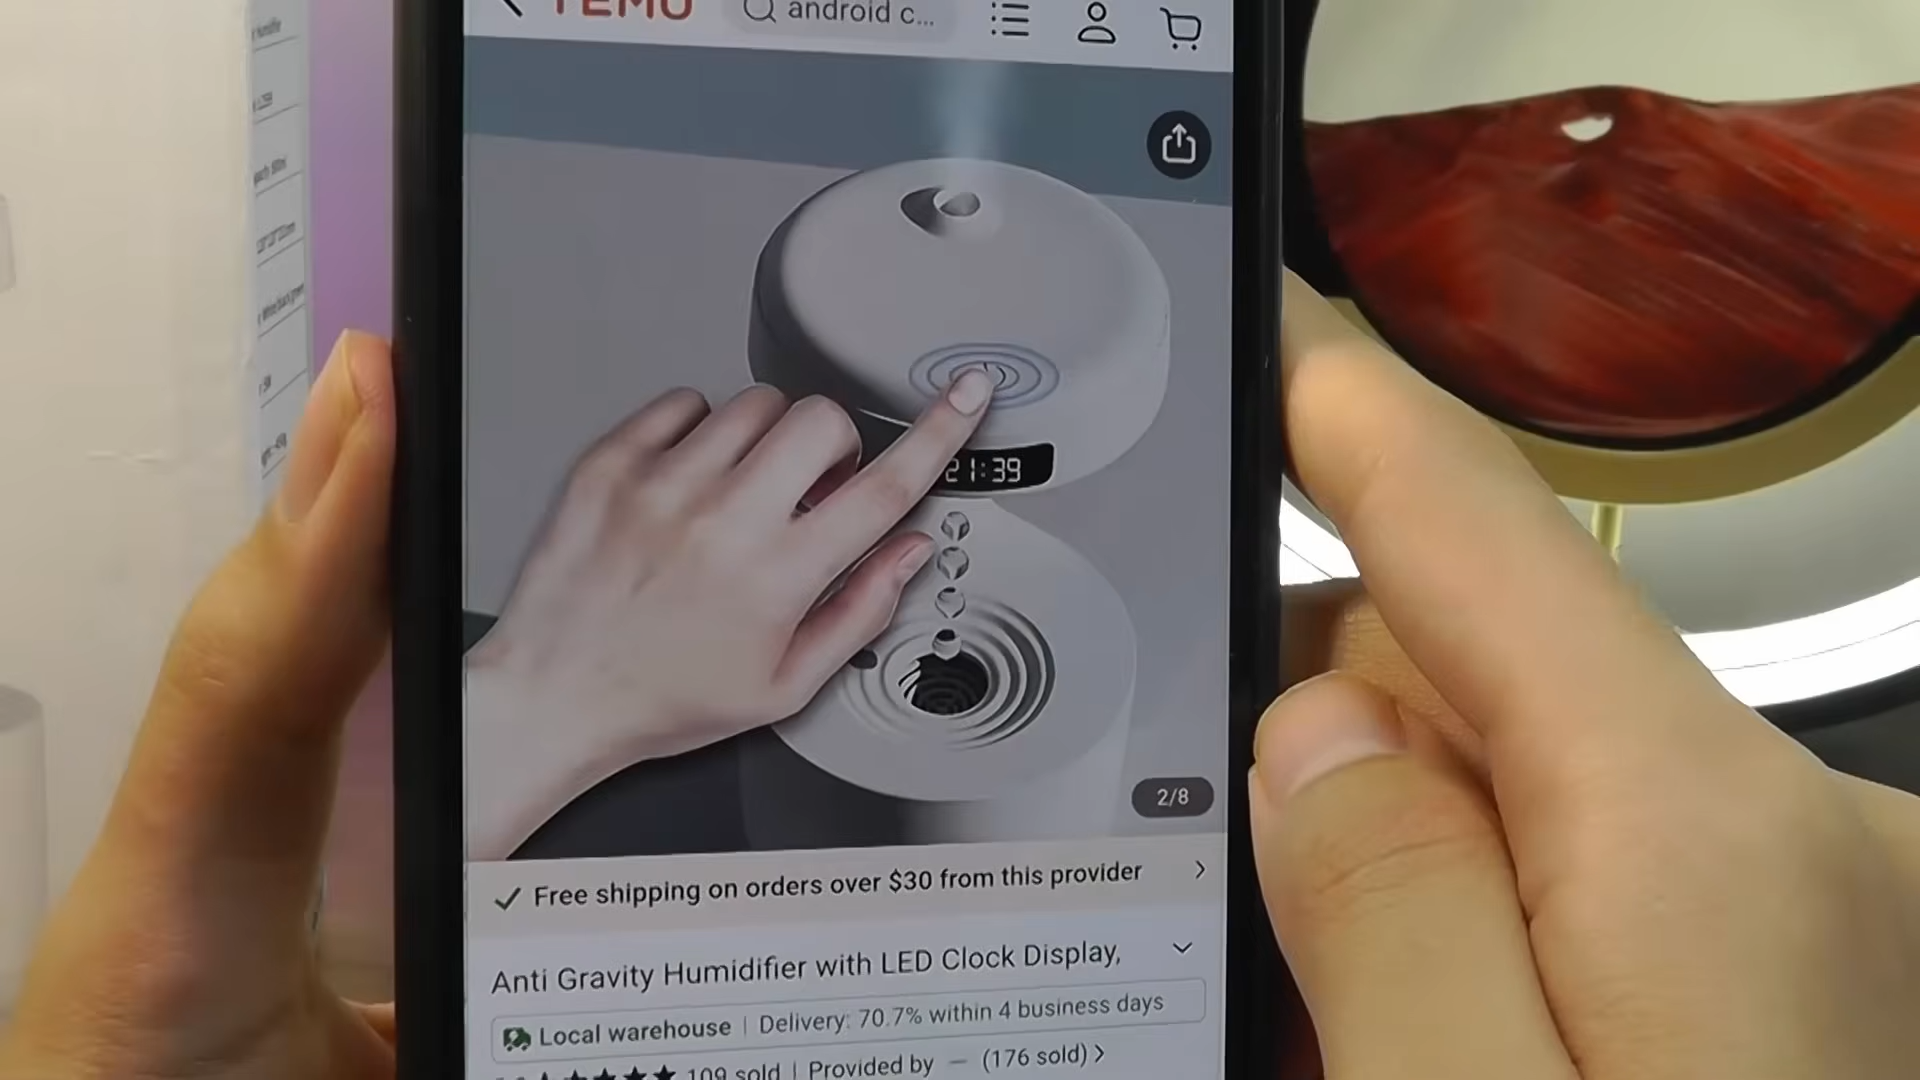 TEMU
android c...
21:39
2/8
Free shipping on orders over $30 from this provider
Anti Gravity Humidifier with LED Clock Display,
Local warehouse | Delivery: 70.7% within 4 business days
109 sold | Provided by — (176 sold)